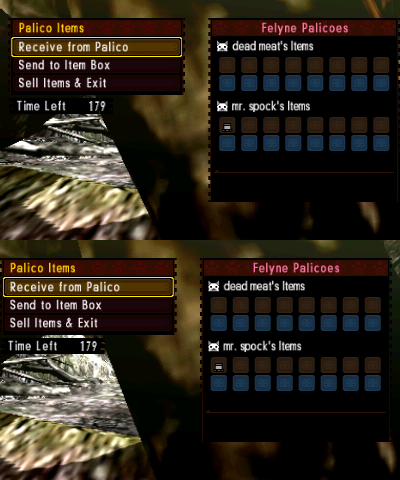 Palico Items
Receive from Palico
Send to Item Box
Sell Items & Exit
Time Left 179
Felyne Palicoes
dead meat's Items
mr. spock's Items
Palico Items
Receive from Palico
Send to Item Box
Sell Items & Exit
Time Left 179
Felyne Palicoes
dead meat's Items
mr. spock's Items